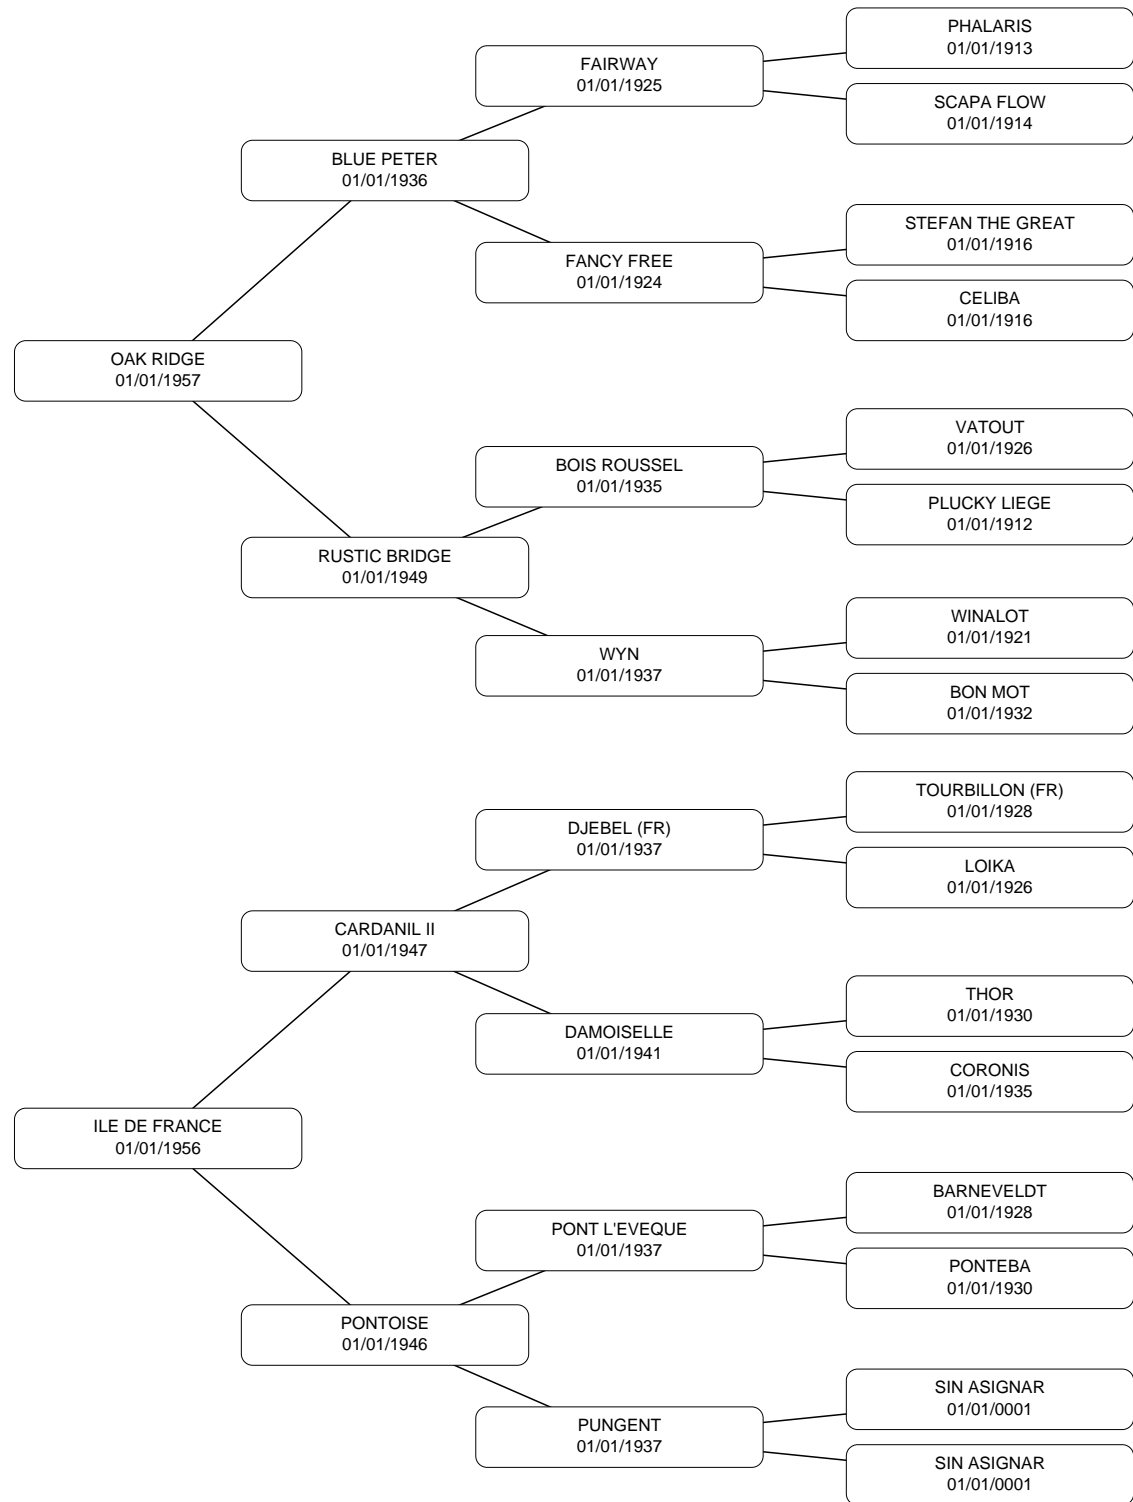 PHALARIS
01/01/1913
FAIRWAY
01/01/1925
SCAPA FLOW
01/01/1914
BLUE PETER
01/01/1936
STEFAN THE GREAT
01/01/1916
FANCY FREE
01/01/1924
CELIBA
01/01/1916
OAK RIDGE
01/01/1957
VATOUT
01/01/1926
BOIS ROUSSEL
01/01/1935
PLUCKY LIEGE
01/01/1912
RUSTIC BRIDGE
01/01/1949
WINALOT
01/01/1921
WYN
01/01/1937
BON MOT
01/01/1932
TOURBILLON (FR)
01/01/1928
DJEBEL (FR)
01/01/1937
LOIKA
01/01/1926
CARDANIL II
01/01/1947
THOR
01/01/1930
DAMOISELLE
01/01/1941
CORONIS
01/01/1935
ILE DE FRANCE
01/01/1956
BARNEVELDT
01/01/1928
PONT L'EVEQUE
01/01/1937
PONTEBA
01/01/1930
PONTOISE
01/01/1946
SIN ASIGNAR
01/01/0001
PUNGENT
01/01/1937
SIN ASIGNAR
01/01/0001